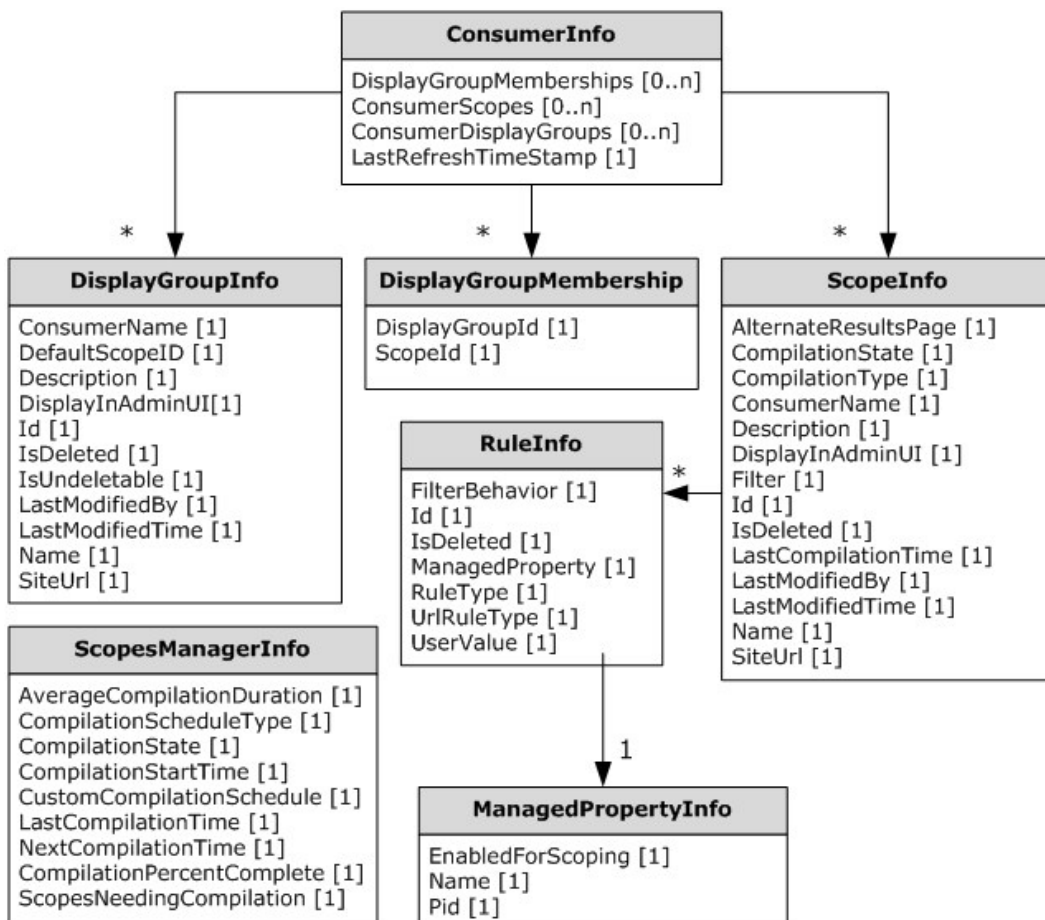 ConsumerInfo
DisplayGroupMemberships [0..n]
ConsumerScopes [0..n]
ConsumerDisplayGroups [0..n]
LastRefreshTimeStamp [1]
*
*
*
DisplayGroupInfo
ConsumerName [1]
DefaultScopeID [1]
Description [1]
DisplayInAdminUI[1]
Id [1]
IsDeleted [1]
IsUndeletable [1]
LastModifiedBy [1]
LastModifiedTime [1]
Name [1]
SiteUrl [1]
DisplayGroupMembership
DisplayGroupId [1]
ScopeId [1]
ScopeInfo
AlternateResultsPage [1]
CompilationState [1]
CompilationType [1]
ConsumerName [1]
Description [1]
DisplayInAdminUI [1]
Filter [1]
Id [1]
IsDeleted [1]
LastCompilationTime [1]
LastModifiedBy [1]
LastModifiedTime [1]
Name [1]
SiteUrl [1]
*
RuleInfo
FilterBehavior [1]
Id [1]
IsDeleted [1]
ManagedProperty [1]
RuleType [1]
UrlRuleType [1]
UserValue [1]
1
ScopesManagerInfo
AverageCompilationDuration [1]
CompilationScheduleType [1]
CompilationState [1]
CompilationStartTime [1]
CustomCompilationSchedule [1]
LastCompilationTime [1]
NextCompilationTime [1]
CompilationPercentComplete [1]
ScopesNeedingCompilation [1]
ManagedPropertyInfo
EnabledForScoping [1]
Name [1]
Pid [1]